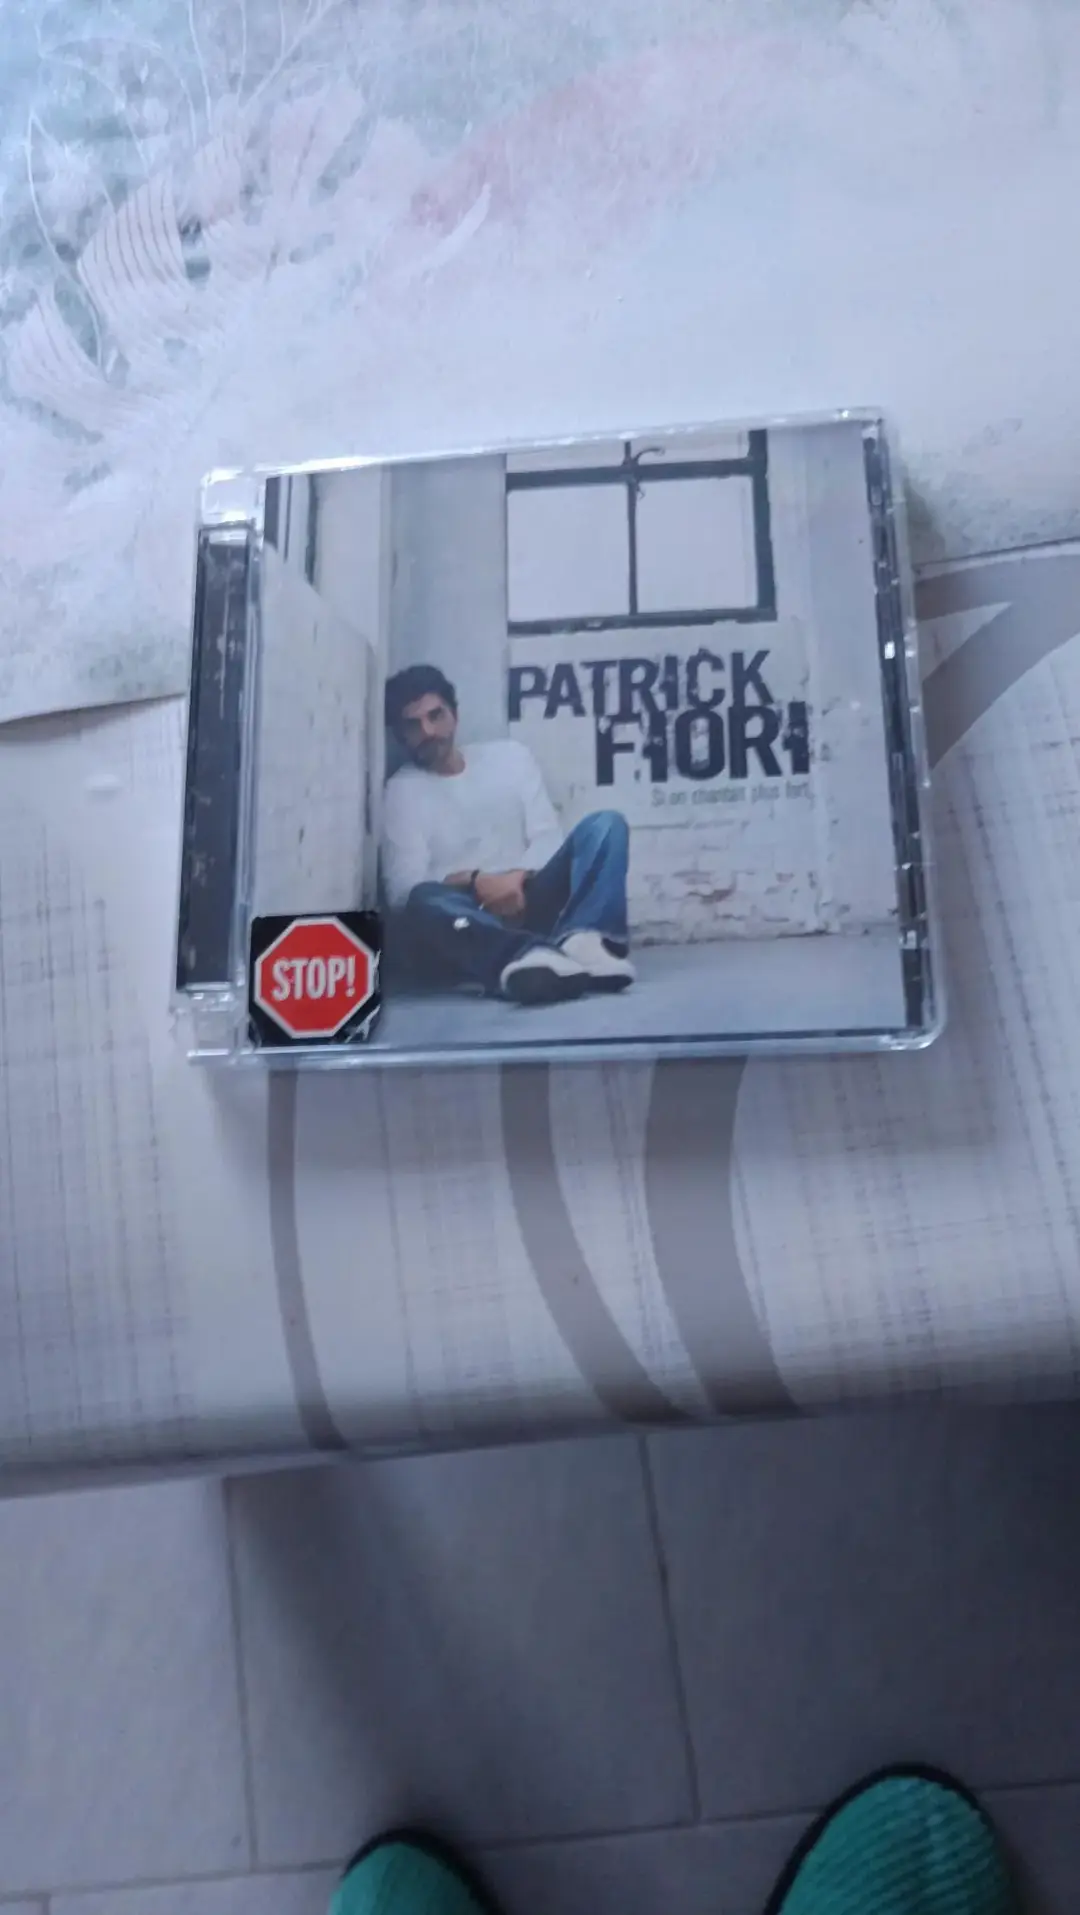 PATRICK
FIORI
Si on chantait plus fort
STOP!